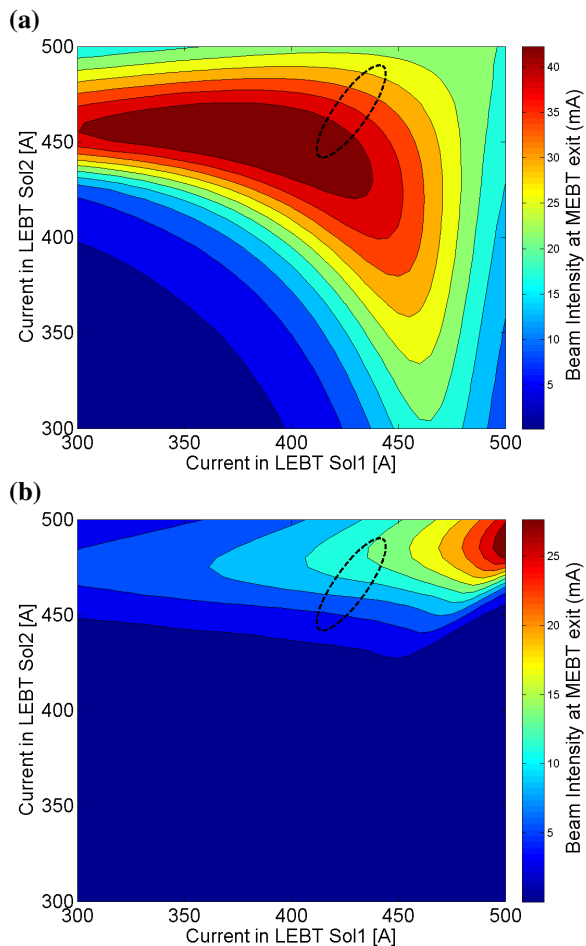 (a)
500
450
400
350
300
Current in LEBT Sol2 [A]
300 350 400 450 500
Current in LEBT Sol1 [A]
40
35
30
25
20
15
10
5
Beam Intensity at MEBT exit (mA)
(b)
500
450
400
350
300
Current in LEBT Sol2 [A]
300 350 400 450 500
Current in LEBT Sol1 [A]
25
20
15
10
5
Beam Intensity at MEBT exit (mA)